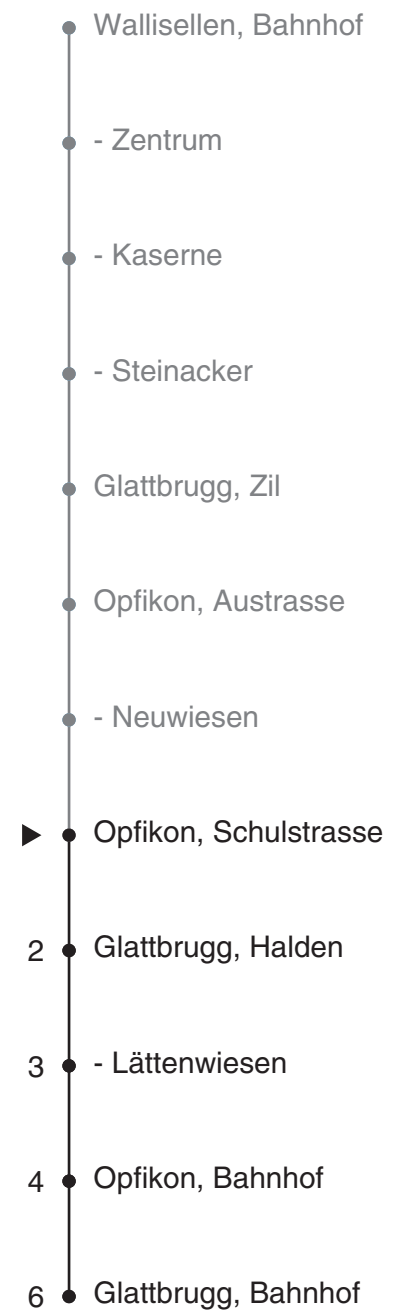 Wallisellen, Bahnhof
- Zentrum
- Kaserne
- Steinacker
Glattbrugg, Zil
Opfikon, Austrasse
- Neuwiesen
Opfikon, Schulstrasse
2 Glattbrugg, Halden
3 - Lättenwiesen
4 Opfikon, Bahnhof
6 Glattbrugg, Bahnhof